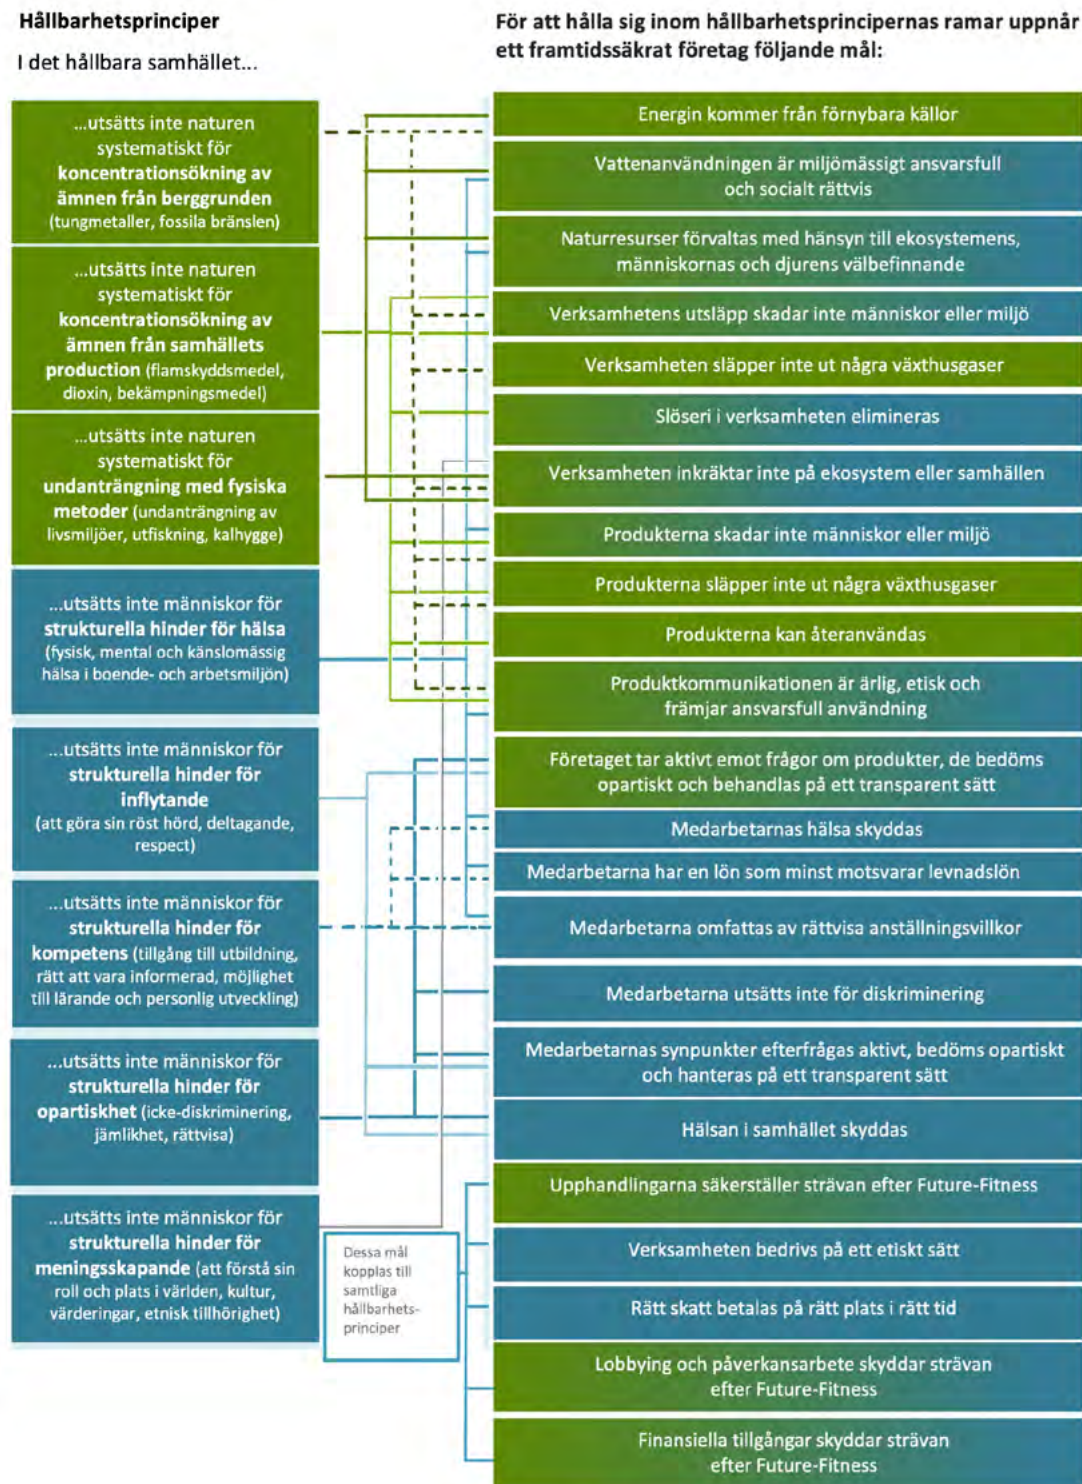 Hållbarhetsprinciper
I det hållbara samhället...
...utsätts inte naturen
systematiskt för
koncentrationsökning av
ämnen från berggrunden
(tungmetaller, fossila bränslen)
...utsätts inte naturen
systematiskt för
koncentrationsökning av
ämnen från samhällets
production (flamskyddsmedel,
dioxin, bekämpningsmedel)
...utsätts inte naturen
systematiskt för
undanträngning med fysiska
metoder (undanträngning av
livsmiljöer, utfiskning, kalhygge)
...utsätts inte människor för
strukturella hinder för hälsa
(fysisk, mental och känslomässig
hälsa i boende- och arbetsmiljön)
...utsätts inte människor för
strukturella hinder för
inflytande
(att göra sin röst hörd, deltagande,
respect)
...utsätts inte människor för
strukturella hinder för
kompetens (tillgång till utbildning,
rätt att vara informerad, möjlighet
till lärande och personlig utveckling)
...utsätts inte människor för
strukturella hinder för
opartiskhet (icke-diskriminering,
jämlikhet, rättvisa)
...utsätts inte människor för
strukturella hinder för
meningsskapande (att förstå sin
roll och plats i världen, kultur,
värderingar, etnisk tillhörighet)
Dessa mål
kopplas till
samtliga
hållbarhets-
principer
För att hålla sig inom hållbarhetsprincipernas ramar uppnår
ett framtidssäkrat företag följande mål:
Energin kommer från förnybara källor
Vattenanvändningen är miljömässigt ansvarsfull
och socialt rättvis
Naturresurser förvaltas med hänsyn till ekosystemens,
människornas och djurens välbefinnande
Verksamhetens utsläpp skadar inte människor eller miljö
Verksamheten släpper inte ut några växthusgaser
Slöseri i verksamheten elimineras
Verksamheten inkräktar inte på ekosystem eller samhällen
Produkterna skadar inte människor eller miljö
Produkterna släpper inte ut några växthusgaser
Produkterna kan återanvändas
Produktkommunikationen är ärlig, etisk och
främjar ansvarsfull användning
Företaget tar aktivt emot frågor om produkter, de bedöms
opartiskt och behandlas på ett transparent sätt
Medarbetarnas hälsa skyddas
Medarbetarna har en lön som minst motsvarar levnadslön
Medarbetarna omfattas av rättvisa anställningsvillkor
Medarbetarna utsätts inte för diskriminering
Medarbetarnas synpunkter efterfrågas aktivt, bedöms opartiskt
och hanteras på ett transparent sätt
Hälsan i samhället skyddas
Upphandlingarna säkerställer strävan efter Future-Fitness
Verksamheten bedrivs på ett etiskt sätt
Rätt skatt betalas på rätt plats i rätt tid
Lobbying och påverkansarbete skyddar strävan
efter Future-Fitness
Finansiella tillgångar skyddar strävan
efter Future-Fitness